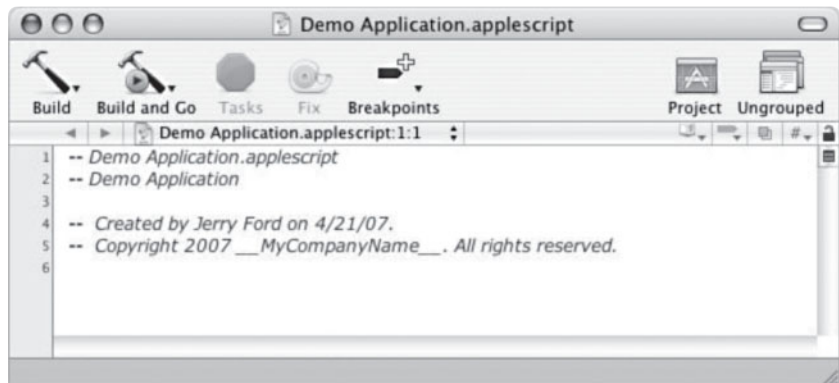 Demo Application.applescript
Build Build and Go Tasks Fix Breakpoints Project Ungrouped
Demo Application.applescript:1:1 #
1 -- Demo Application.applescript
2 -- Demo Application
3
4 -- Created by Jerry Ford on 4/21/07.
5 -- Copyright 2007 __MyCompanyName__. All rights reserved.
6